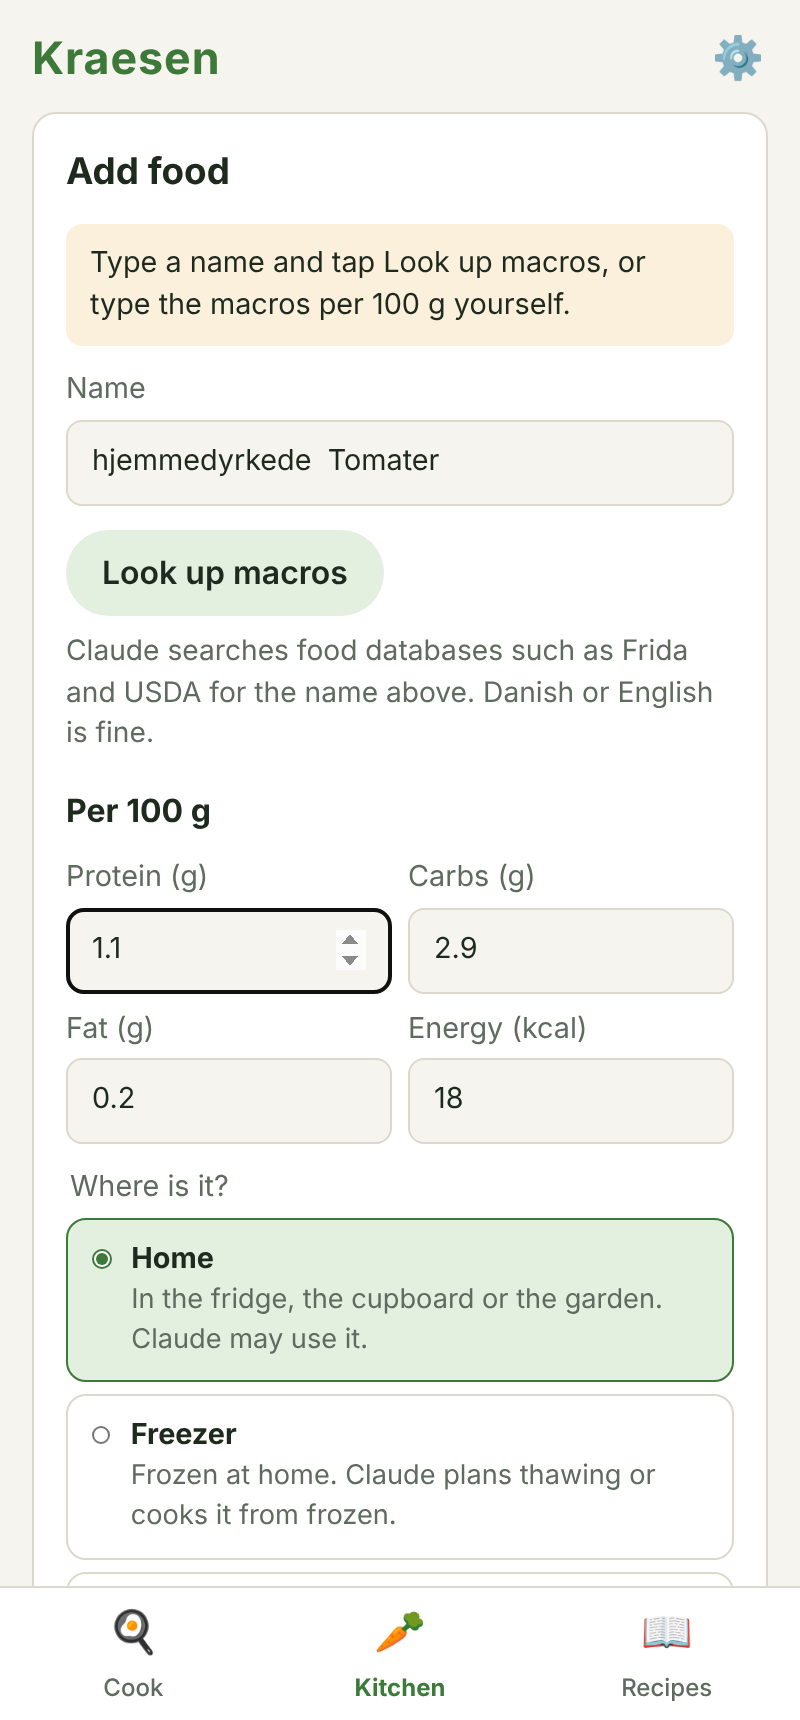 Kraesen
Add food
Type a name and tap Look up macros, or
type the macros per 100 g yourself.
Name
hjemmedyrkede  Tomater
Look up macros
Claude searches food databases such as Frida
and USDA for the name above. Danish or English
is fine.
Per 100 g
Protein (g)
Carbs (g)
1.1
2.9
Fat (g)
Energy (kcal)
0.2
18
Where is it?
Home
In the fridge, the cupboard or the garden.
Claude may use it.
Freezer
Frozen at home. Claude plans thawing or
cooks it from frozen.
Cook
Kitchen
Recipes